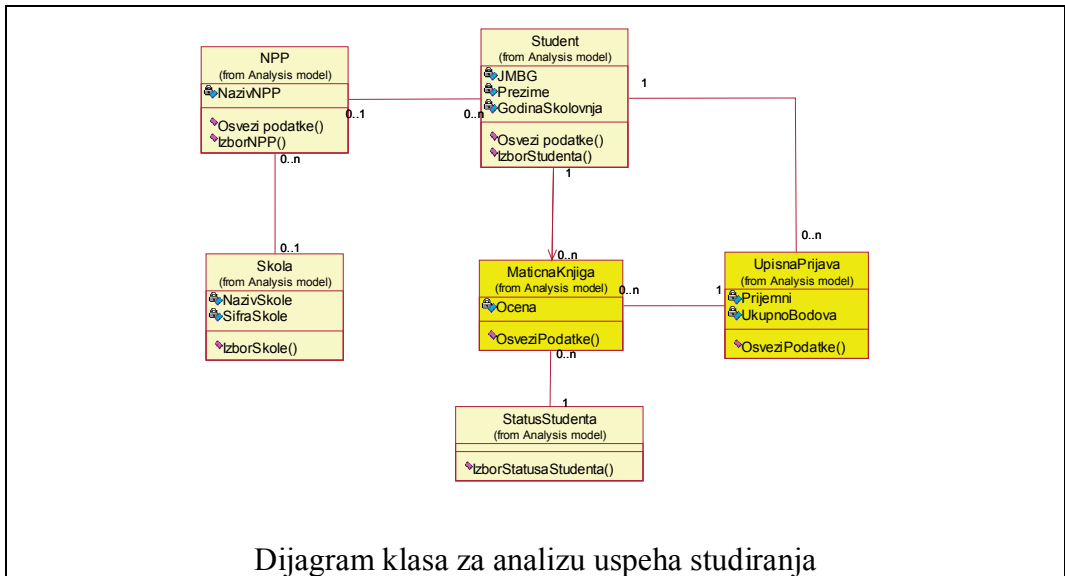 NPP
(from Analysis model)
NazivNPP
Osvezi podatke()
IzborNPP()
0..1
0..n
Student
(from Analysis model)
JMBG
Prezime
GodinaSkolovnja
Osvezi podatke()
IzborStudenta()
0..n
1
1
0..n
0..1
Skola
(from Analysis model)
NazivSkole
SifraSkole
IzborSkole()
0..n
MaticnaKnjiga
(from Analysis model)
Ocena
OsveziPodatke()
0..n
1
0..n
UpisnaPrijava
(from Analysis model)
Prijemni
UkupnoBodova
OsveziPodatke()
1
StatusStudenta
(from Analysis model)
IzborStatusaStudenta()
Dijagram klasa za analizu uspeha studiranja